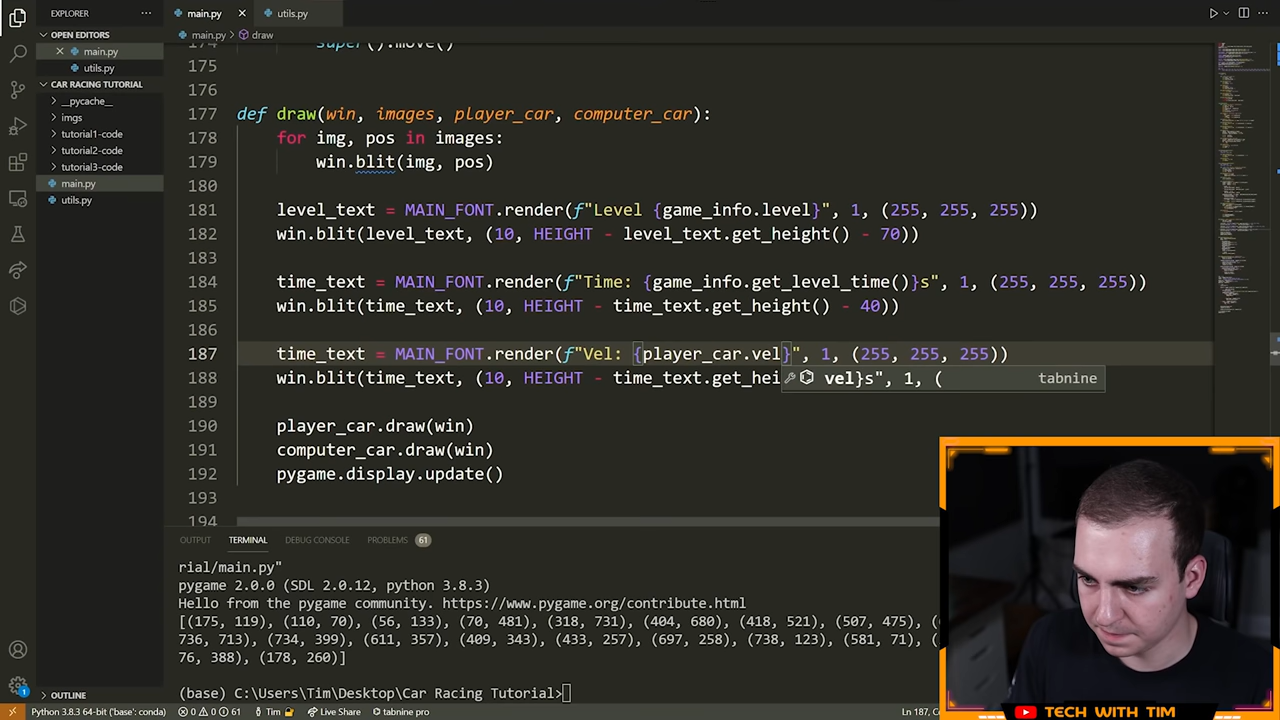 EXPLORER
main.py
utils.py
OPEN EDITORS
main.py
utils.py
CAR RACING TUTORIAL
__pycache__
imgs
tutorial1-code
tutorial2-code
tutorial3-code
main.py
utils.py
OUTLINE
main.py > draw
174 super().move()
175
176
177 def draw(win, images, player_car, computer_car):
178 for img, pos in images:
179 win.blit(img, pos)
180
181 level_text = MAIN_FONT.render(f"Level {game_info.level}", 1, (255, 255, 255))
182 win.blit(level_text, (10, HEIGHT - level_text.get_height() - 70))
183
184 time_text = MAIN_FONT.render(f"Time: {game_info.get_level_time()}s", 1, (255, 255, 255))
185 win.blit(time_text, (10, HEIGHT - time_text.get_height() - 40))
186
187 time_text = MAIN_FONT.render(f"Vel: {player_car.vel}", 1, (255, 255, 255))
188 win.blit(time_text, (10, HEIGHT - time_text.get_hei
vel}s", 1, ( tabnine
189
190 player_car.draw(win)
191 computer_car.draw(win)
192 pygame.display.update()
193
194
OUTPUT TERMINAL DEBUG CONSOLE PROBLEMS 61
rial/main.py"
pygame 2.0.0 (SDL 2.0.12, python 3.8.3)
Hello from the pygame community. https://www.pygame.org/contribute.html
[(175, 119), (110, 70), (56, 133), (70, 481), (318, 731), (404, 680), (418, 521), (507, 475), (
736, 713), (734, 399), (611, 357), (409, 343), (433, 257), (697, 258), (738, 123), (581, 71), (
76, 388), (178, 260)]
(base) C:\Users\Tim\Desktop\Car Racing Tutorial>
1
Python 3.8.3 64-bit ('base': conda) 0 0 61 Tim Live Share tabnine pro Ln 187,
TECH WITH TIM